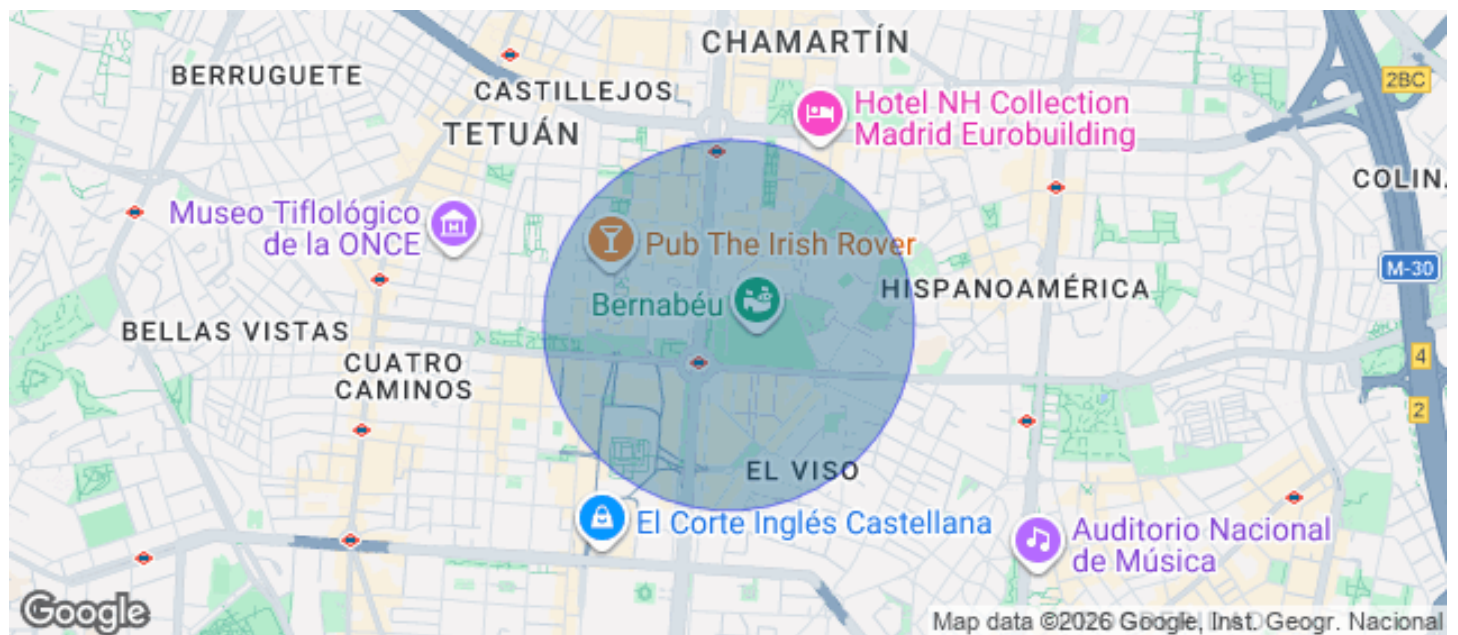 CHAMARTÍN
BERRUGUETE
CASTILLEJOS
2BC
Hotel NH Collection
Madrid Eurobuilding
TETUÁN
COLIN
Museo Tiflológico
de la ONCE
Pub The Irish Rover
M-30
HISPANOAMÉRICA
Bernabéu
BELLAS VISTAS
4
CUATRO
CAMINOS
2
EL VISO
El Corte Inglés Castellana
Auditorio Nacional
de Música
Google
Map data ©2026 Google, Inst. Geogr. Nacional